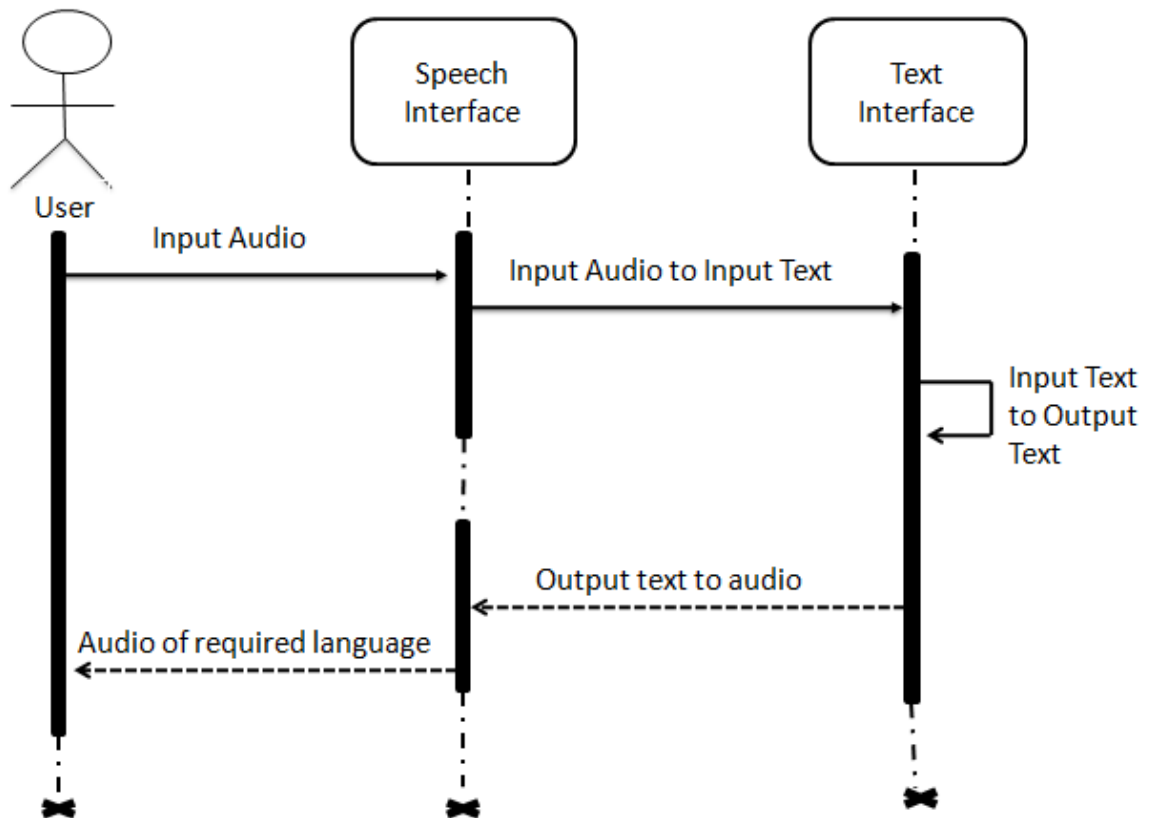 Speech
Interface
Text
Interface
User
Input Audio
Input Audio to Input Text
Input Text
to Output
Text
Output text to audio
Audio of required language